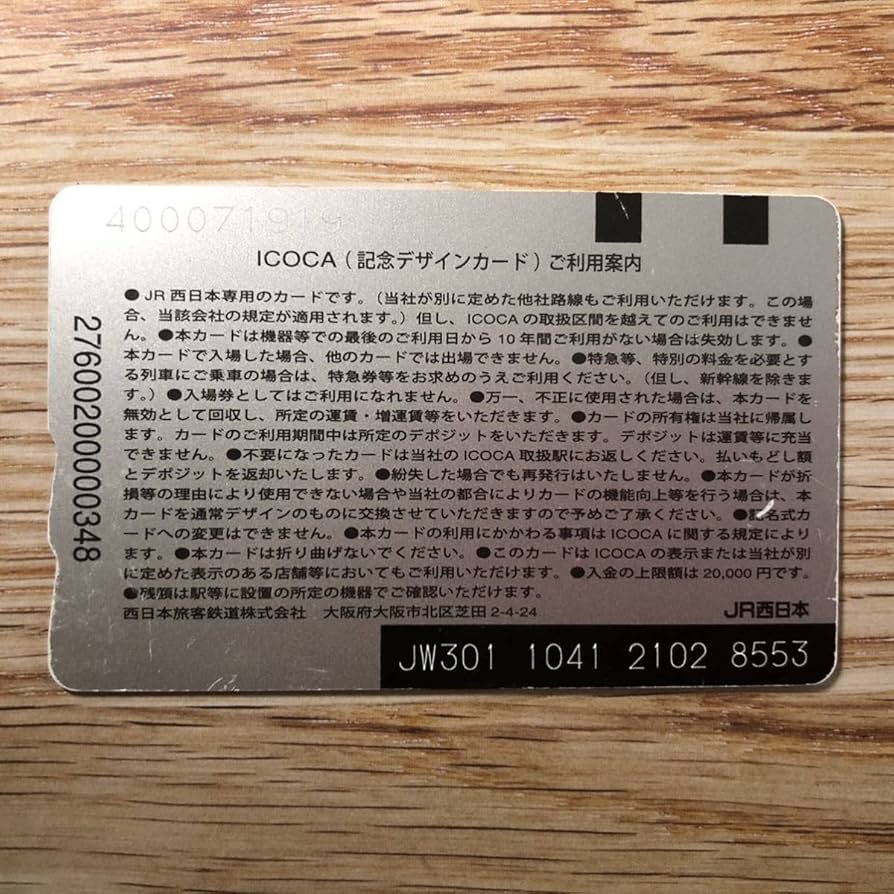 400071919
ICOCA（記念デザインカード）ご利用案内
●JR西日本専用のカードです。（当社が別に定めた他社路線もご利用いただけます。この場
合、当該会社の規定が適用されます。）但し、ICOCAの取扱区間を越えてのご利用はできませ
ん。●本カードは機器等での最後のご利用日から10年間ご利用がない場合は失効します。●
本カードで入場した場合、他のカードでは出場できません。●特急等、特別の料金を必要とす
る列車にご乗車の場合は、特急券等をお求めのうえご利用ください。（但し、新幹線を除きま
す。）●入場券としてはご利用になれません。●万一、不正に使用された場合は、本カードを
無効として回収し、所定の運賃・増運賃等をいただきます。●カードの所有権は当社に帰属し
ます。カードのご利用期間中は所定のデポジットをいただきます。デポジットは運賃等に充当
できません。●不要になったカードは当社のICOCA取扱駅にお返しください。払いもどし額
とデポジットを返却いたします。●紛失した場合でも再発行はいたしません。●本カードが折
損等の理由により使用できない場合や当社の都合によりカードの機能向上等を行う場合は、本
カードを通常デザインのものに交換させていただきますので予めご了承ください。●記名式カ
ードへの変更はできません。●本カードの利用にかかわる事項はICOCAに関する規定により
ます。●本カードは折り曲げないでください。●このカードはICOCAの表示または当社が別
に定めた表示のある店舗等においてもご利用いただけます。●入金の上限額は20,000円です。
●残額は駅等に設置の所定の機器でご確認いただけます。
西日本旅客鉄道株式会社 大阪府大阪市北区芝田2-4-24
JR西日本
JW301 1041 2102 8553
2760020000348